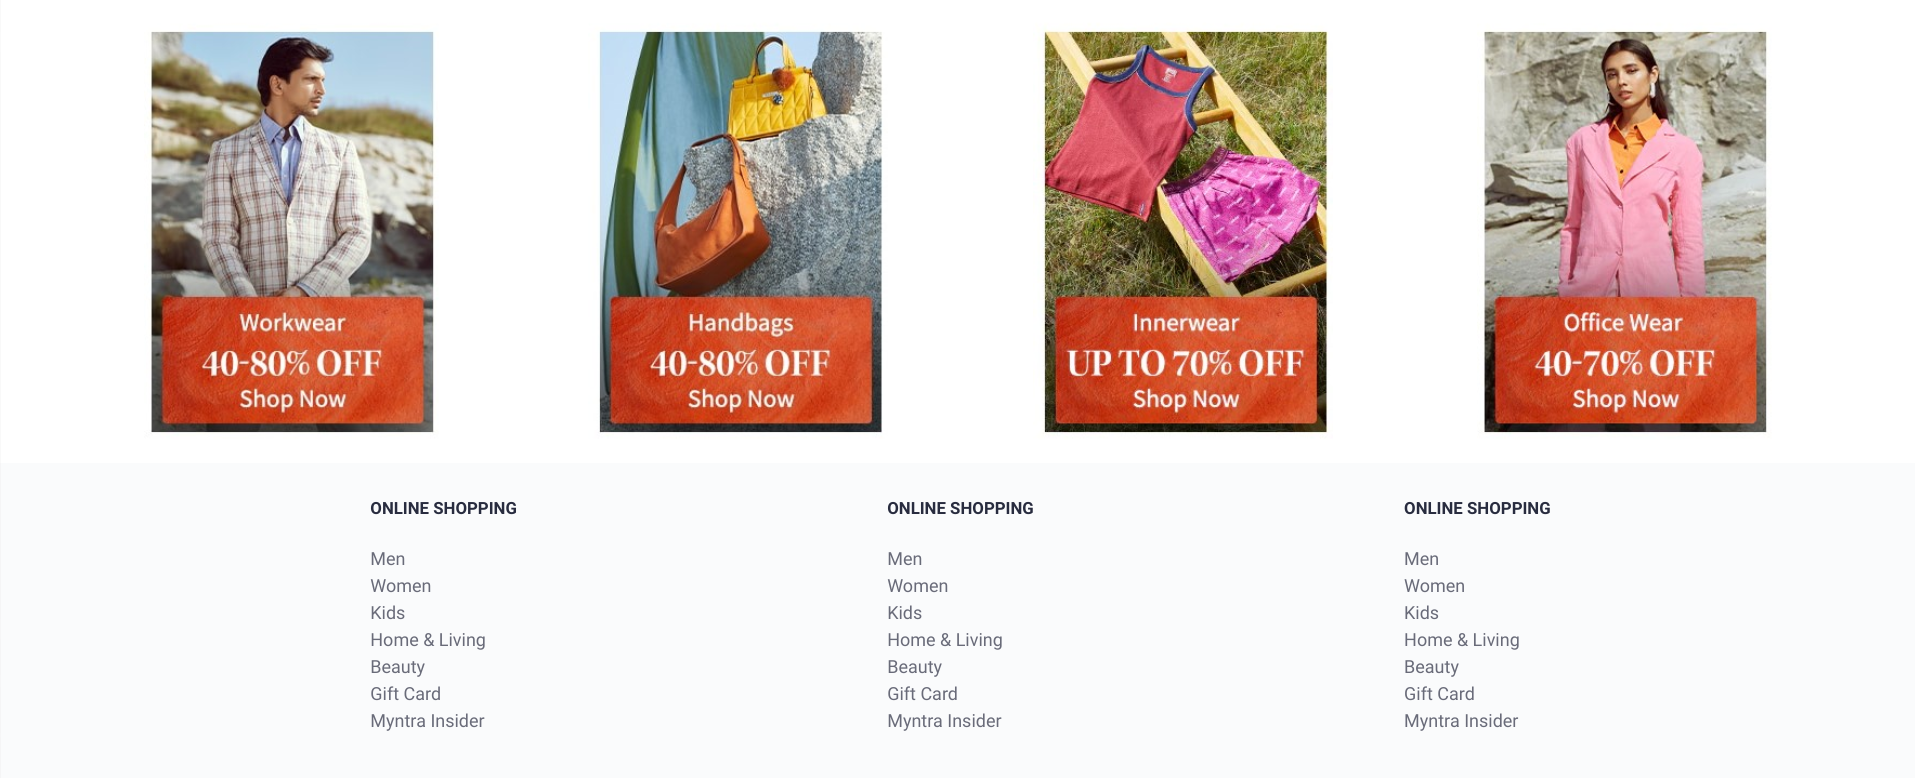 Workwear
40-80% OFF
Shop Now
Handbags
40-80% OFF
Shop Now
Innerwear
UP TO 70% OFF
Shop Now
Office Wear
40-70% OFF
Shop Now
ONLINE SHOPPING
Men
Women
Kids
Home & Living
Beauty
Gift Card
Myntra Insider
ONLINE SHOPPING
Men
Women
Kids
Home & Living
Beauty
Gift Card
Myntra Insider
ONLINE SHOPPING
Men
Women
Kids
Home & Living
Beauty
Gift Card
Myntra Insider